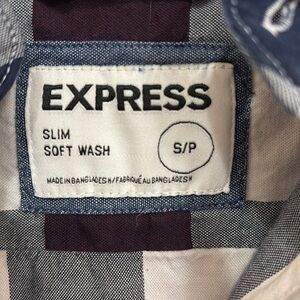 EXPRESS
SLIM
SOFT WASH
S/P
MADE IN BANGLADESH/FABRIQUÉ AU BANGLADESH